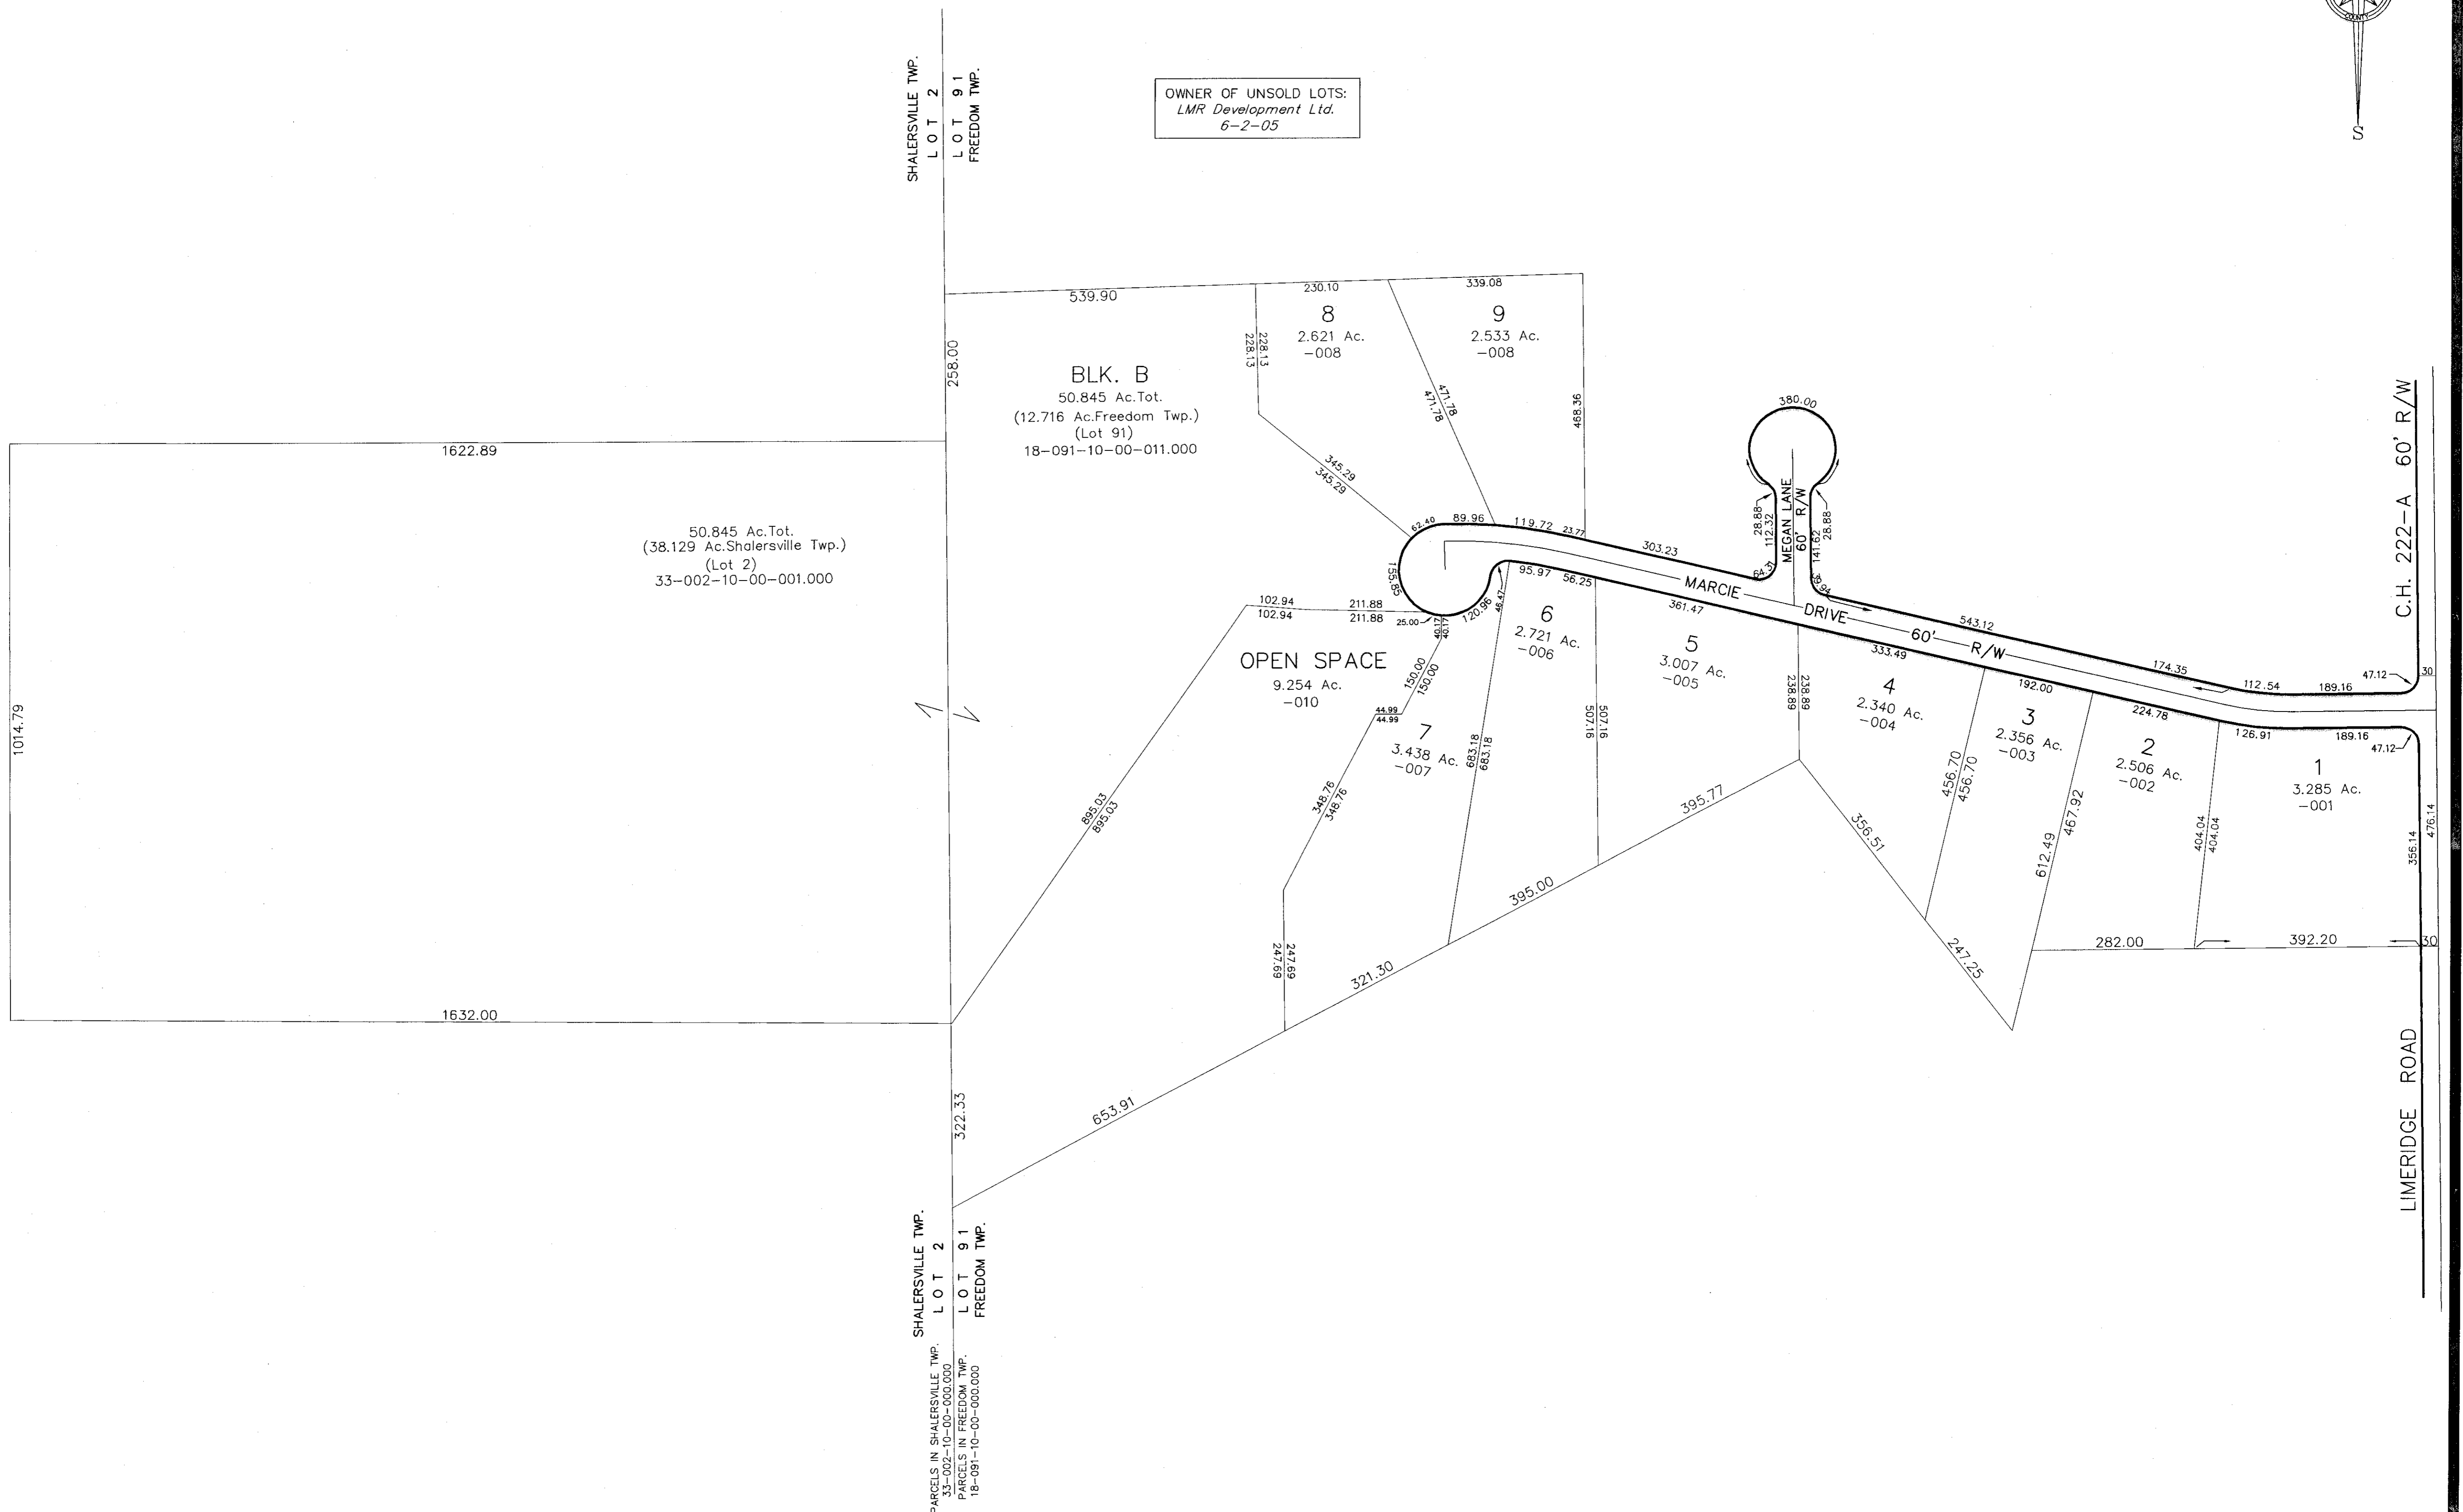 COUNTY
S
SHALERSVILLE TWP.
LOT 2
LOT 91
FREEDOM TWP.
OWNER OF UNSOLD LOTS:
LMR Development Ltd.
6-2-05
539.90
230.10
339.08
258.00
228.13
228.13
8
2.621 Ac.
-008
9
2.533 Ac.
-008
471.78
471.78
468.36
BLK. B
50.845 Ac.Tot.
(12.716 Ac.Freedom Twp.)
(Lot 91)
18-091-10-00-011.000
345.29
345.29
1622.89
50.845 Ac.Tot.
(38.129 Ac.Shalersville Twp.)
(Lot 2)
33-002-10-00-001.000
1014.79
1632.00
380.00
MEGAN LANE
60' R/W
28.88
112.32
141.62
28.88
64.31
66.94
C.H. 222-A 60' R/W
62.40
89.96
119.72
23.77
303.23
155.85
120.96
46.47
95.97
56.25
361.47
MARCIE DRIVE 60' R/W
543.12
333.49
174.35
192.00
224.78
112.54
189.16
47.12
30
126.91
189.16
47.12
102.94
211.88
102.94
211.88
25.00
40.17
40.17
OPEN SPACE
9.254 Ac.
-010
150.00
150.00
44.99
44.99
7
3.438 Ac.
-007
6
2.721 Ac.
-006
5
3.007 Ac.
-005
4
2.340 Ac.
-004
3
2.356 Ac.
-003
2
2.506 Ac.
-002
1
3.285 Ac.
-001
683.18
683.18
507.16
507.16
238.89
238.89
456.70
456.70
612.49
467.92
404.04
404.04
356.14
476.14
895.03
895.03
348.76
348.76
247.69
247.69
395.77
395.00
321.30
653.91
356.51
247.25
282.00
392.20
30
322.33
LIMERIDGE ROAD
SHALERSVILLE TWP.
LOT 2
LOT 91
FREEDOM TWP.
PARCELS IN SHALERSVILLE TWP.
33-002-10-00-000.000
PARCELS IN FREEDOM TWP.
18-091-10-00-000.000